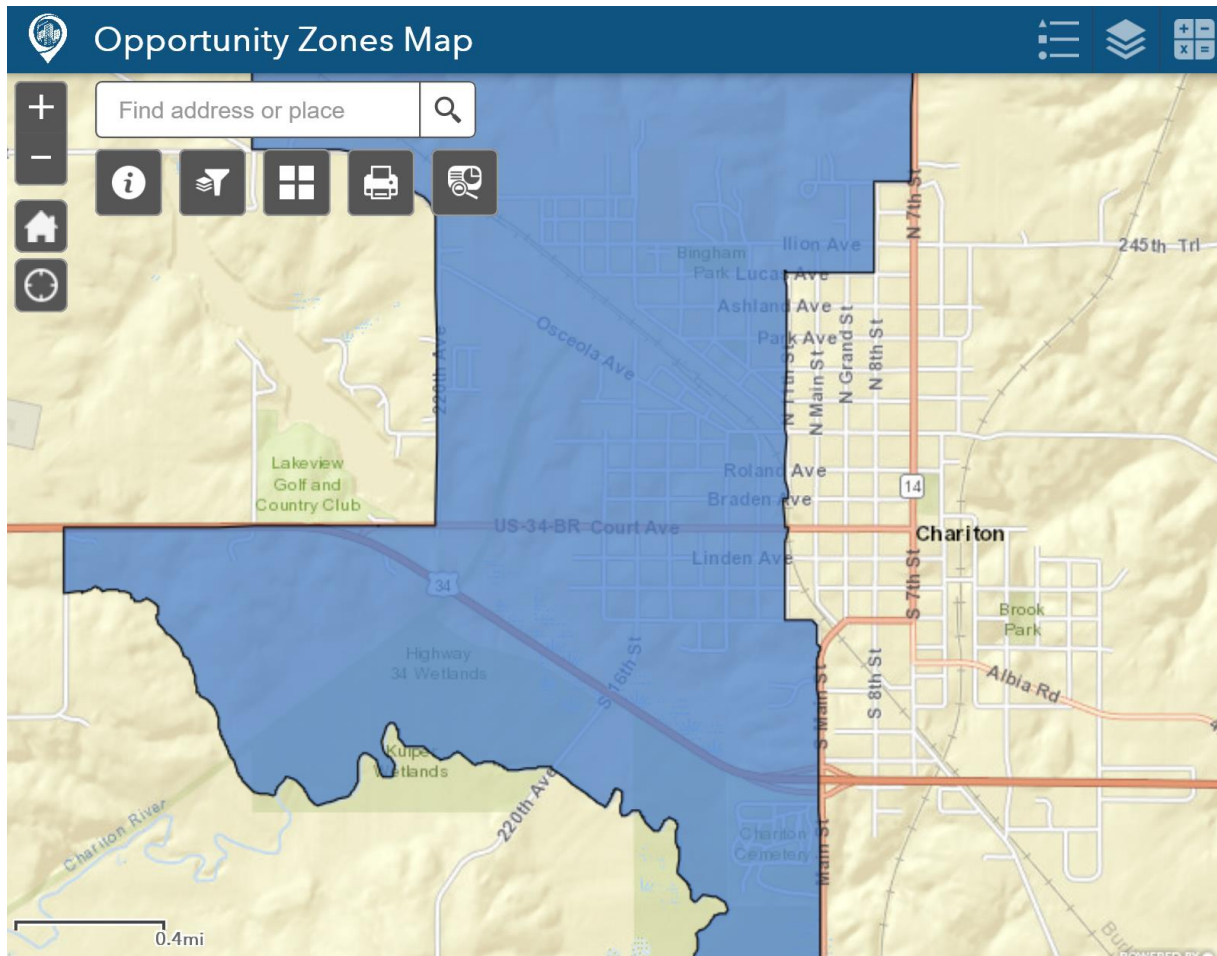 Opportunity Zones Map
+
−
Find address or place
i
N 7th St
Ilion Ave
245th Trl
Bingham
Park
Lucas Ave
Ashland Ave
Park Ave
Osceola Ave
220th Ave
N Main St
N Grand St
N 8th St
Lakeview
Golf and
Country Club
Roland Ave
Braden Ave
14
US-34-BR
Court Ave
Chariton
Linden Ave
34
S 7th St
Brook
Park
Highway
34 Wetlands
S 16th St
S 8th St
Albia Rd
S Main St
Wetlands
220th Ave
Chariton River
Chariton
Cemetery
Main St
0.4mi